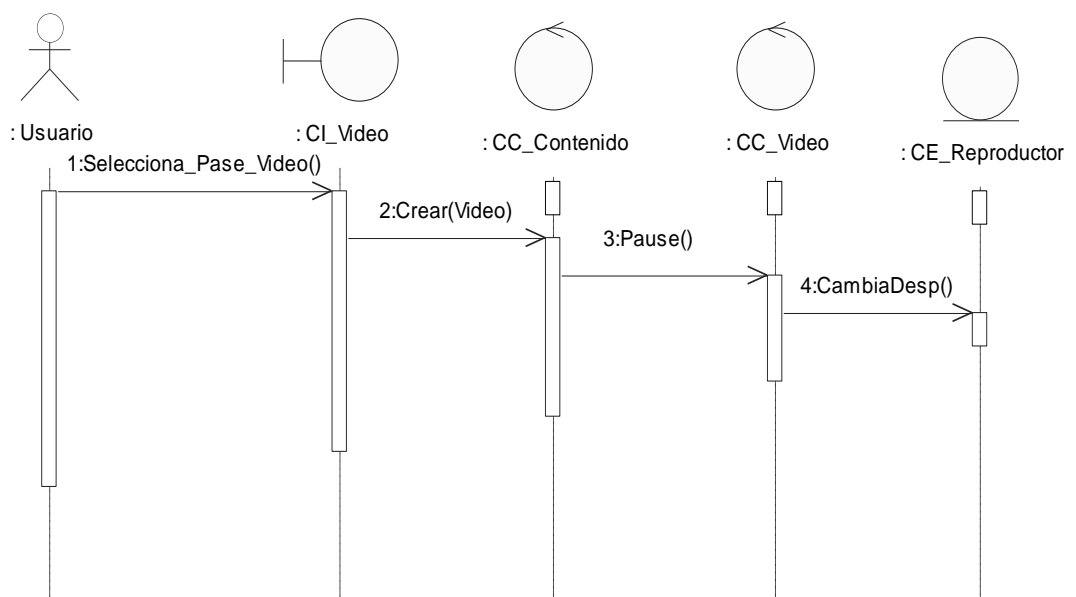 : Usuario
: CI_Video
: CC_Contenido
: CC_Video
: CE_Reproductor
1:Selecciona_Pase_Video()
2:Crear(Video)
3:Pause()
4:CambiaDesp()